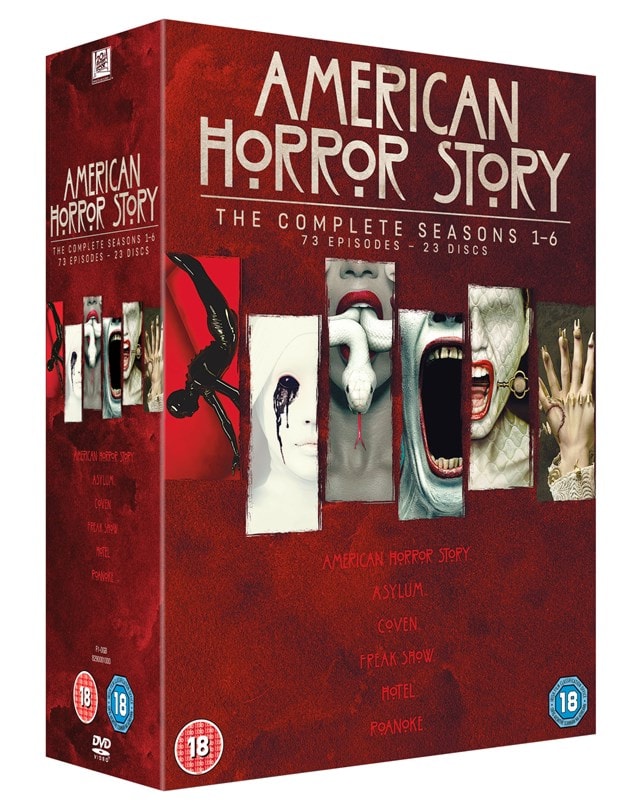 AMERICAN
HORROR STORY
THE COMPLETE SEASONS 1-6
73 EPISODES - 23 DISCS
AMERICAN HORROR STORY
ASYLUM
COVEN
FREAK SHOW
HOTEL
ROANOKE
18
DVD
VIDEO
18
18
AMERICAN
HORROR STORY
THE COMPLETE SEASONS 1-6
73 EPISODES - 23 DISCS
AMERICAN HORROR STORY
ASYLUM
COVEN
FREAK SHOW
HOTEL
ROANOKE
18
18